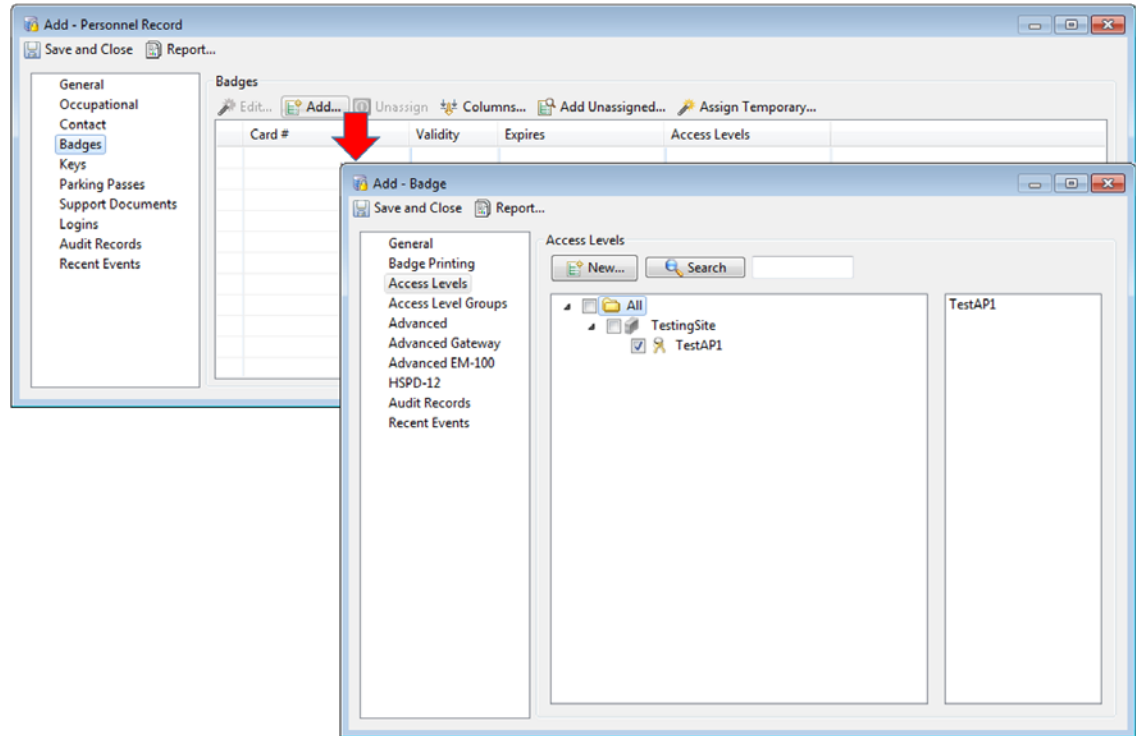 Add - Personnel Record
Save and Close Report...
General
Occupational
Contact
Badges
Keys
Parking Passes
Support Documents
Logins
Audit Records
Recent Events
Badges
Edit... Add... Unassign Columns... Add Unassigned... Assign Temporary...
Card # Validity Expires Access Levels
Add - Badge
Save and Close Report...
General
Badge Printing
Access Levels
Access Level Groups
Advanced
Advanced Gateway
Advanced EM-100
HSPD-12
Audit Records
Recent Events
Access Levels
New... Search
All
TestingSite
TestAP1
TestAP1